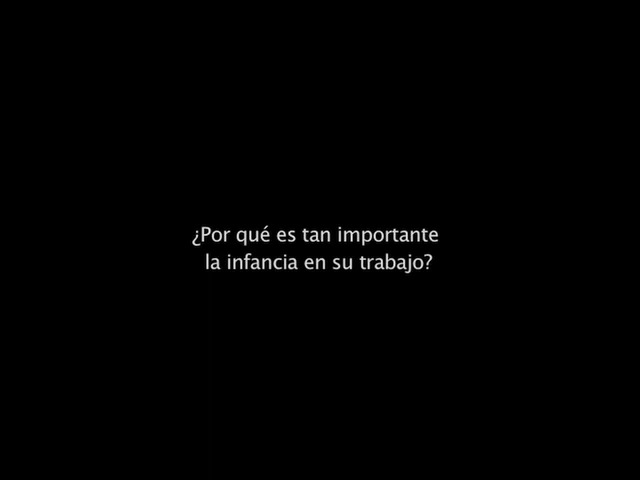 ¿Por qué es tan importante
la infancia en su trabajo?